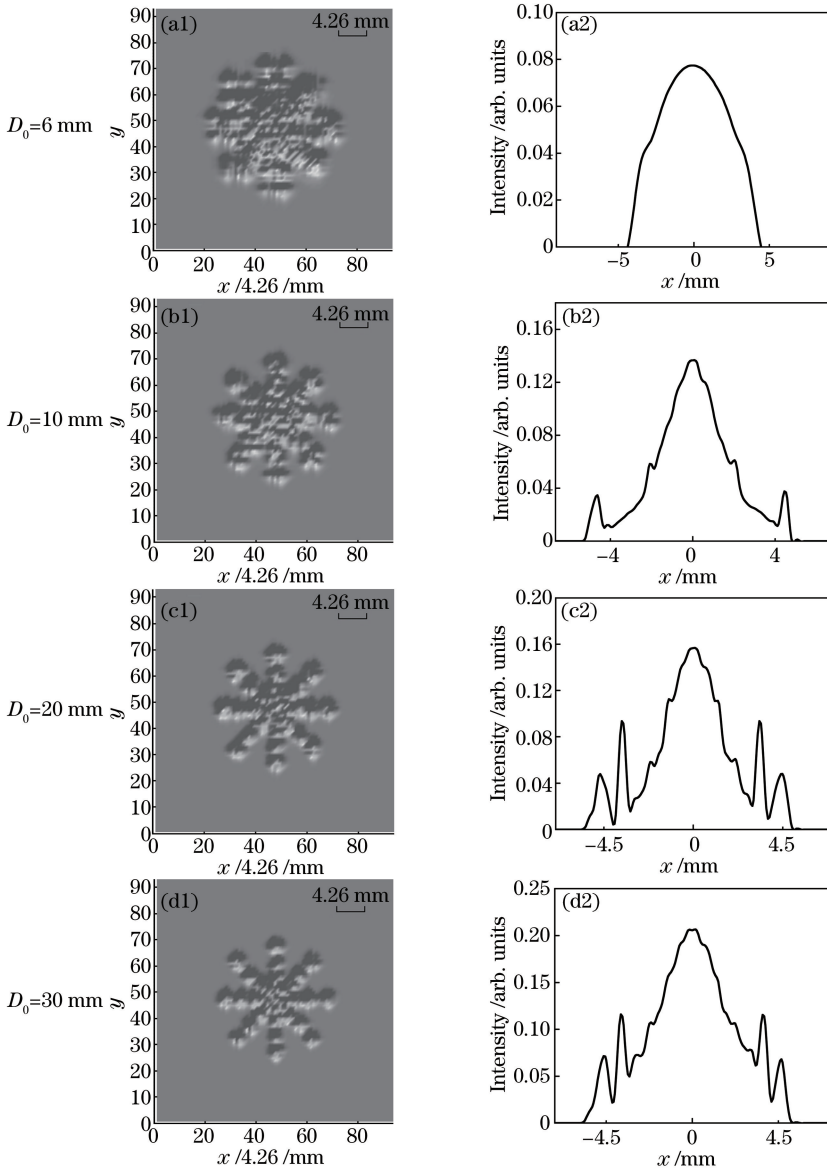 D0=6 mm
(a1)
4.26 mm
y
90
80
70
60
50
40
30
20
10
0
0 20 40 60 80
x /4.26 /mm
(a2)
Intensity /arb. units
0.10
0.08
0.06
0.04
0.02
0
−5 0 5
x /mm
D0=10 mm
(b1)
4.26 mm
y
90
80
70
60
50
40
30
20
10
0
0 20 40 60 80
x /4.26 /mm
(b2)
Intensity /arb. units
0.16
0.12
0.08
0.04
0
−4 0 4
x /mm
D0=20 mm
(c1)
4.26 mm
y
90
80
70
60
50
40
30
20
10
0
0 20 40 60 80
x /4.26 /mm
(c2)
Intensity /arb. units
0.20
0.16
0.12
0.08
0.04
0
−4.5 0 4.5
x /mm
D0=30 mm
(d1)
4.26 mm
y
90
80
70
60
50
40
30
20
10
0
0 20 40 60 80
x /4.26 /mm
(d2)
Intensity /arb. units
0.25
0.20
0.15
0.10
0.05
0
−4.5 0 4.5
x /mm